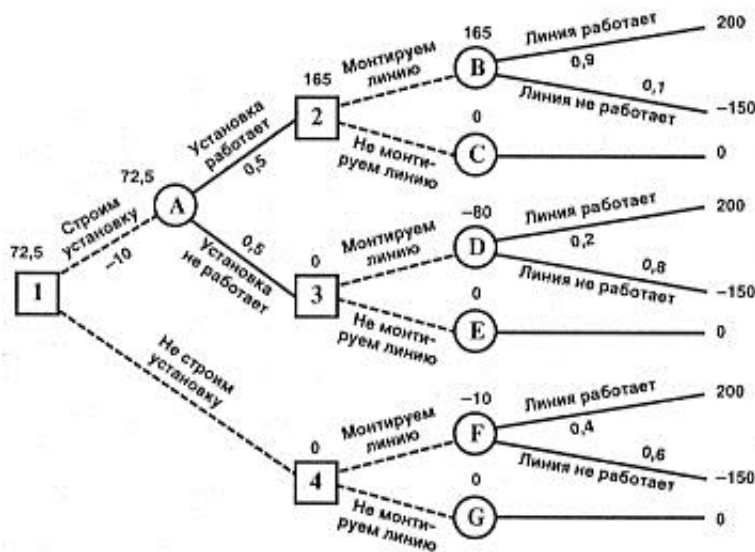 72,5
1
Строим
установку
–10
72,5
A
Установка
работает
0,5
0,5
Установка
не работает
Не строим
установку
165
2
Монтируем
линию
Не монти-
руем линию
165
B
Линия работает
0,9
0,1
Линия не работает
200
–150
0
C
0
0
3
Монтируем
линию
Не монти-
руем линию
–80
D
Линия работает
0,2
0,8
Линия не работает
200
–150
0
E
0
0
4
Монтируем
линию
Не монти-
руем линию
–10
F
Линия работает
0,4
0,6
Линия не работает
200
–150
0
G
0